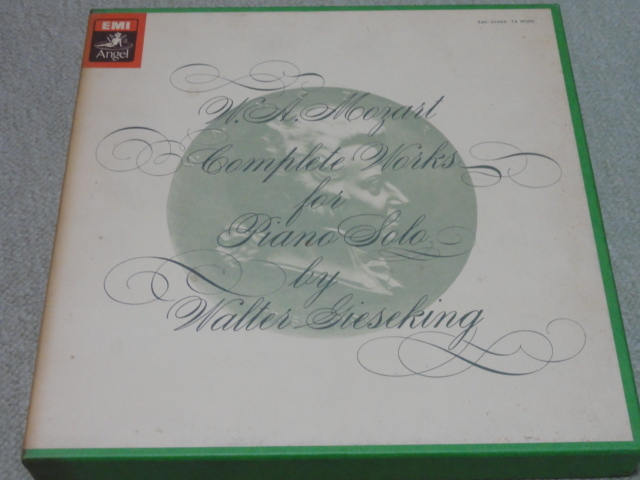 EMI
Angel
W. A. Mozart
Complete Works
for
Piano Solo
by
Walter Gieseking